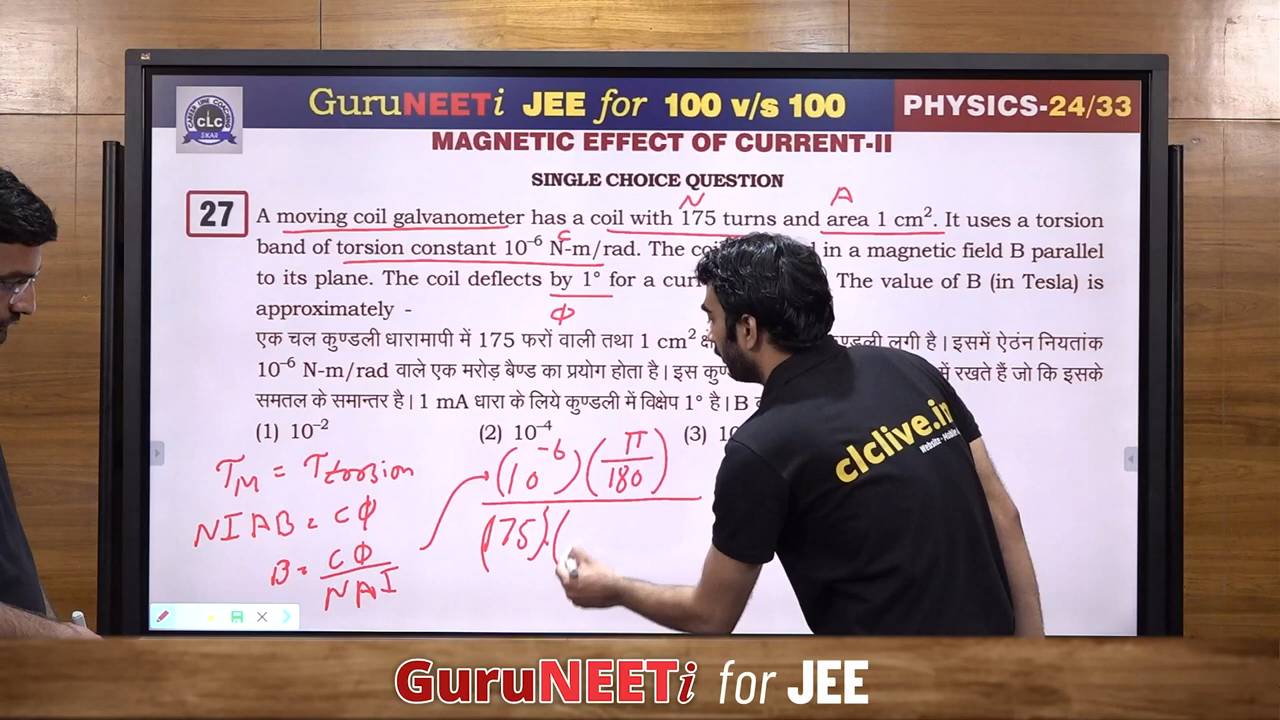 GuruNEETi JEE for 100 v/s 100
PHYSICS-24/33
CLC
SIKAR
MAGNETIC EFFECT OF CURRENT-II
SINGLE CHOICE QUESTION
N A
27 A moving coil galvanometer has a coil with 175 turns and area 1 cm². It uses a torsion
band of torsion constant 10⁻⁶ N-m/rad. The in a magnetic field B parallel
C
to its plane. The coil deflects by 1° for a The value of B (in Tesla) is
approximately -
Φ
एक चल कुण्डली धारामापी में 175 फरों वाली तथा 1 cm² कुण्डली लगी है। इसमें ऐठंन नियतांक
10⁻⁶ N-m/rad वाले एक मरोड़ बैण्ड का प्रयोग होता है। इस में रखते हैं जो कि इसके
समतल के समान्तर है। 1 mA धारा के लिये कुण्डली में विक्षेप 1° है। B
(1) 10⁻² (2) 10⁻⁴ (3)
τM = τtorsion
NIAB = CΦ
B = CΦ/NAI
(10⁻⁶)(π/180)
(175)(
clclive.in
GuruNEETi for JEE